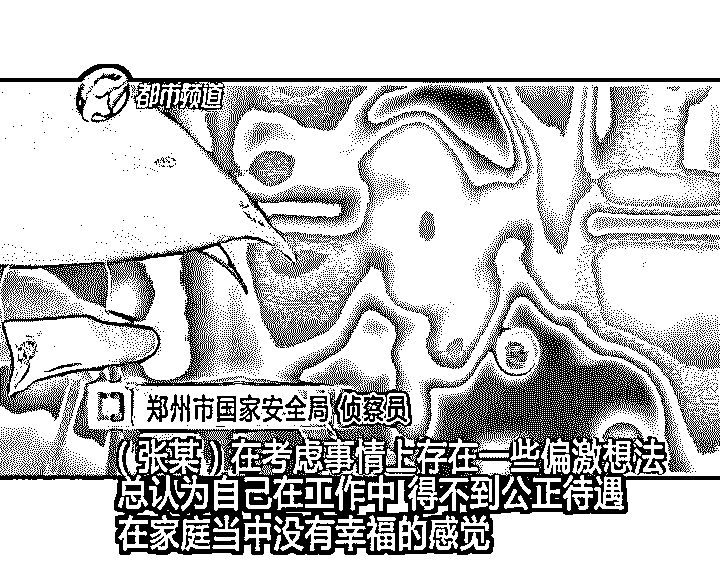 都市频道
郑州市国家安全局 侦察员
（张某）在考虑事情上存在一些偏激想法
总认为自己在工作中 得不到公正待遇
在家庭当中没有幸福的感觉